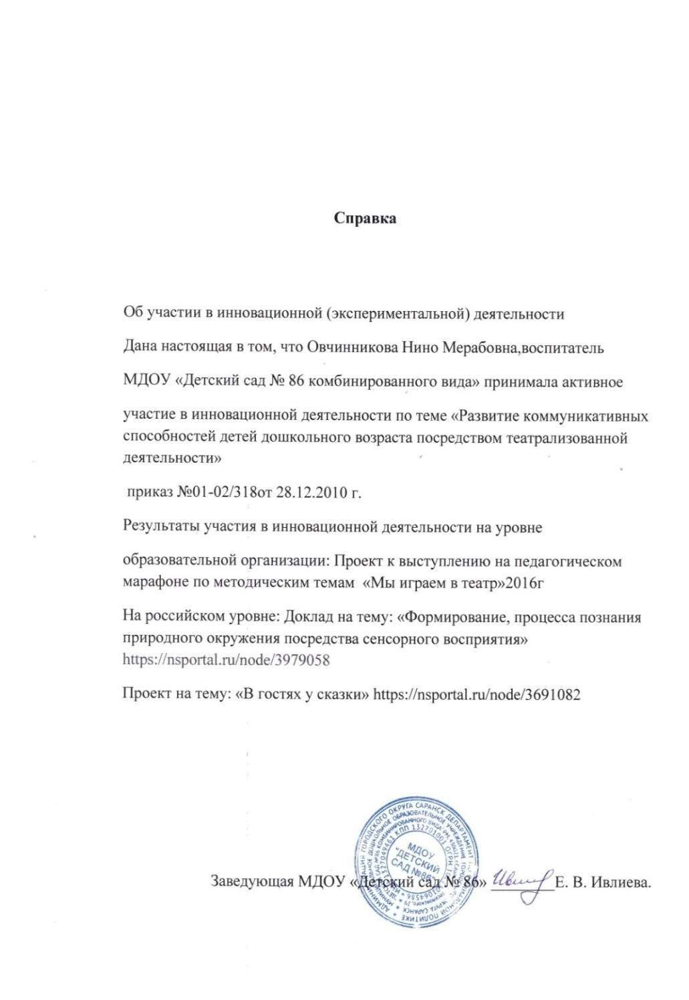 Справка
Об участии в инновационной (экспериментальной) деятельности
Дана настоящая в том, что Овчинникова Нино Мерабовна,воспитатель
МДОУ «Детский сад № 86 комбинированного вида» принимала активное
участие в инновационной деятельности по теме «Развитие коммуникативных
способностей детей дошкольного возраста посредством театрализованной
деятельности»
приказ №01-02/318от 28.12.2010 г.
Результаты участия в инновационной деятельности на уровне
образовательной организации: Проект к выступлению на педагогическом
марафоне по методическим темам «Мы играем в театр»2016г
На российском уровне: Доклад на тему: «Формирование, процесса познания
природного окружения посредства сенсорного восприятия»
https://nsportal.ru/node/3979058
Проект на тему: «В гостях у сказки» https://nsportal.ru/node/3691082
МДОУ
"ДЕТСКИЙ
САД №86"
Заведующая МДОУ «Детский сад № 86» ________Е. В. Ивлиева.